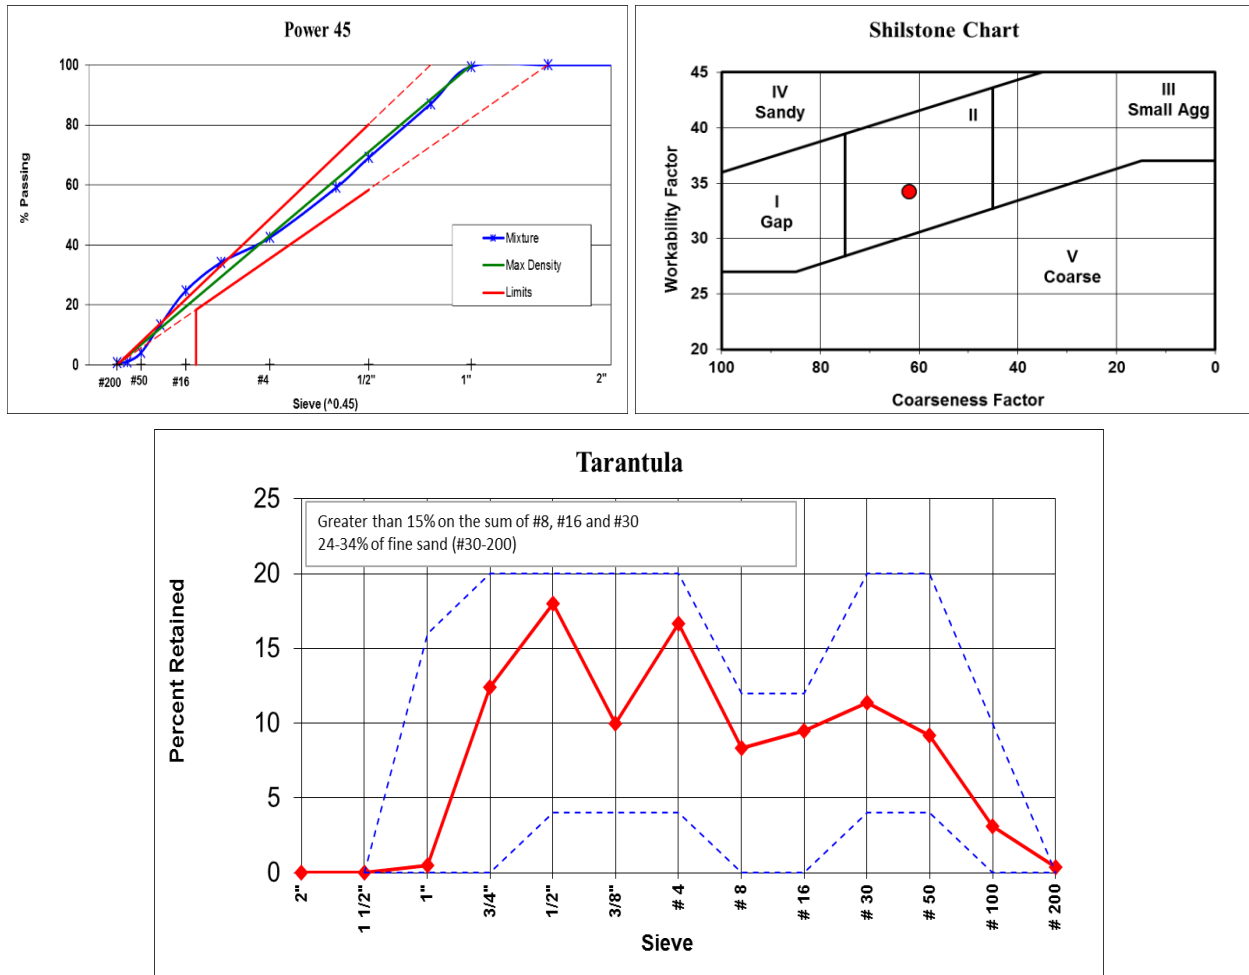 Power 45
100
80
60
40
20
0
% Passing
Mixture
Max Density
Limits
#200
#50
#16
#4
1/2"
1"
2"
Sieve (^0.45)
Shilstone Chart
45
40
35
30
25
20
Workability Factor
IV
Sandy
III
Small Agg
II
I
Gap
V
Coarse
100
80
60
40
20
0
Coarseness Factor
Tarantula
25
20
15
10
5
0
Percent Retained
Greater than 15% on the sum of #8, #16 and #30
24-34% of fine sand (#30-200)
2"
1 1/2"
1"
3/4"
1/2"
3/8"
# 4
# 8
# 16
# 30
# 50
# 100
# 200
Sieve